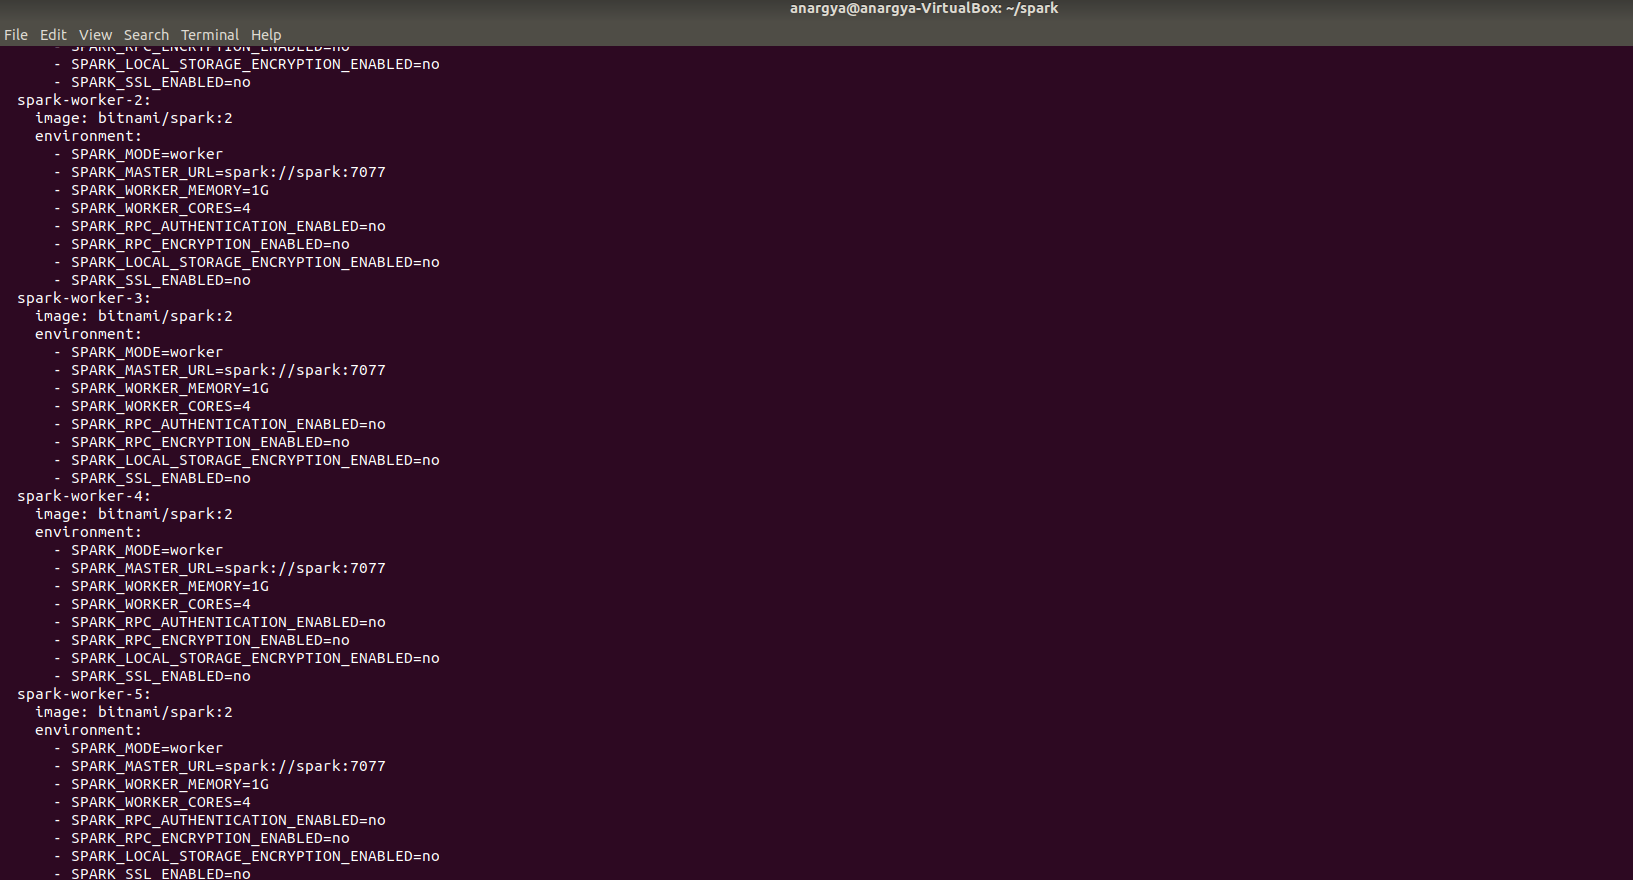 anargya@anargya-VirtualBox: ~/spark
File Edit View Search Terminal Help
- SPARK_RPC_ENCRYPTION_ENABLED=no
- SPARK_LOCAL_STORAGE_ENCRYPTION_ENABLED=no
- SPARK_SSL_ENABLED=no
spark-worker-2:
image: bitnami/spark:2
environment:
- SPARK_MODE=worker
- SPARK_MASTER_URL=spark://spark:7077
- SPARK_WORKER_MEMORY=1G
- SPARK_WORKER_CORES=4
- SPARK_RPC_AUTHENTICATION_ENABLED=no
- SPARK_RPC_ENCRYPTION_ENABLED=no
- SPARK_LOCAL_STORAGE_ENCRYPTION_ENABLED=no
- SPARK_SSL_ENABLED=no
spark-worker-3:
image: bitnami/spark:2
environment:
- SPARK_MODE=worker
- SPARK_MASTER_URL=spark://spark:7077
- SPARK_WORKER_MEMORY=1G
- SPARK_WORKER_CORES=4
- SPARK_RPC_AUTHENTICATION_ENABLED=no
- SPARK_RPC_ENCRYPTION_ENABLED=no
- SPARK_LOCAL_STORAGE_ENCRYPTION_ENABLED=no
- SPARK_SSL_ENABLED=no
spark-worker-4:
image: bitnami/spark:2
environment:
- SPARK_MODE=worker
- SPARK_MASTER_URL=spark://spark:7077
- SPARK_WORKER_MEMORY=1G
- SPARK_WORKER_CORES=4
- SPARK_RPC_AUTHENTICATION_ENABLED=no
- SPARK_RPC_ENCRYPTION_ENABLED=no
- SPARK_LOCAL_STORAGE_ENCRYPTION_ENABLED=no
- SPARK_SSL_ENABLED=no
spark-worker-5:
image: bitnami/spark:2
environment:
- SPARK_MODE=worker
- SPARK_MASTER_URL=spark://spark:7077
- SPARK_WORKER_MEMORY=1G
- SPARK_WORKER_CORES=4
- SPARK_RPC_AUTHENTICATION_ENABLED=no
- SPARK_RPC_ENCRYPTION_ENABLED=no
- SPARK_LOCAL_STORAGE_ENCRYPTION_ENABLED=no
- SPARK_SSL_ENABLED=no